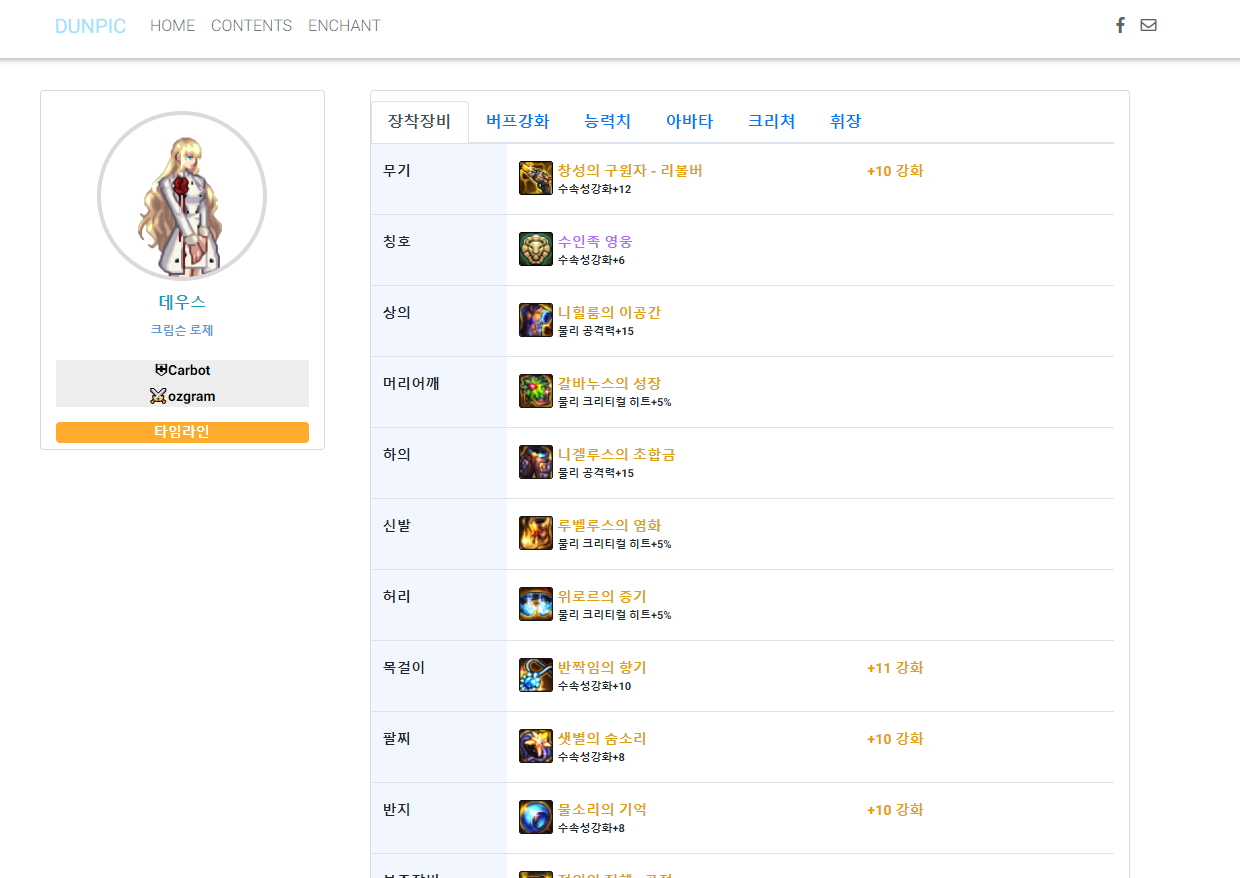 DUNPIC HOME CONTENTS ENCHANT
데우스
크림슨 로제
Carbot
ozgram
타임라인
장착장비 버프강화 능력치 아바타 크리쳐 휘장
무기 창성의 구원자 - 리볼버 +10 강화
수속성강화+12
칭호 수인족 영웅
수속성강화+6
상의 니힐룸의 이공간
물리 공격력+15
머리어깨 갈바누스의 성장
물리 크리티컬 히트+5%
하의 니겔루스의 초합금
물리 공격력+15
신발 루벨루스의 염화
물리 크리티컬 히트+5%
허리 위로르의 증기
물리 크리티컬 히트+5%
목걸이 반짝임의 향기 +11 강화
수속성강화+10
팔찌 샛별의 숨소리 +10 강화
수속성강화+8
반지 물소리의 기억 +10 강화
수속성강화+8